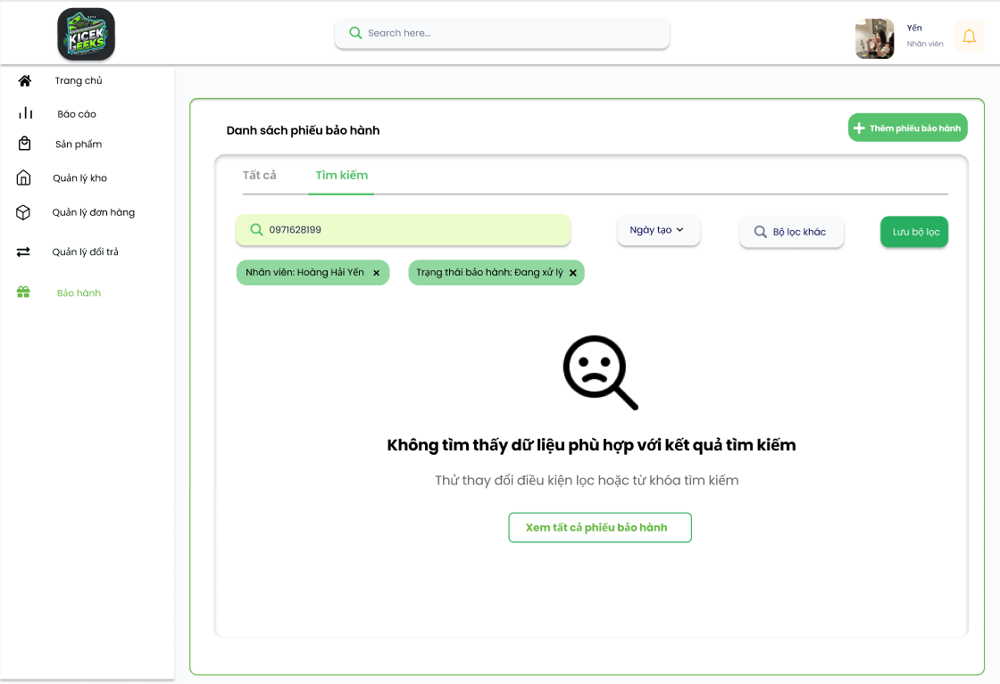 KICEK
GEEKS
Search here...
Yến
Nhân viên
Trang chủ
Báo cáo
Sản phẩm
Quản lý kho
Quản lý đơn hàng
Quản lý đổi trả
Bảo hành
Danh sách phiếu bảo hành
Thêm phiếu bảo hành
Tất cả
Tìm kiếm
0971628199
Ngày tạo
Bộ lọc khác
Lưu bộ lọc
Nhân viên: Hoàng Hải Yến
Trạng thái bảo hành: Đang xử lý
Không tìm thấy dữ liệu phù hợp với kết quả tìm kiếm
Thử thay đổi điều kiện lọc hoặc từ khóa tìm kiếm
Xem tất cả phiếu bảo hành